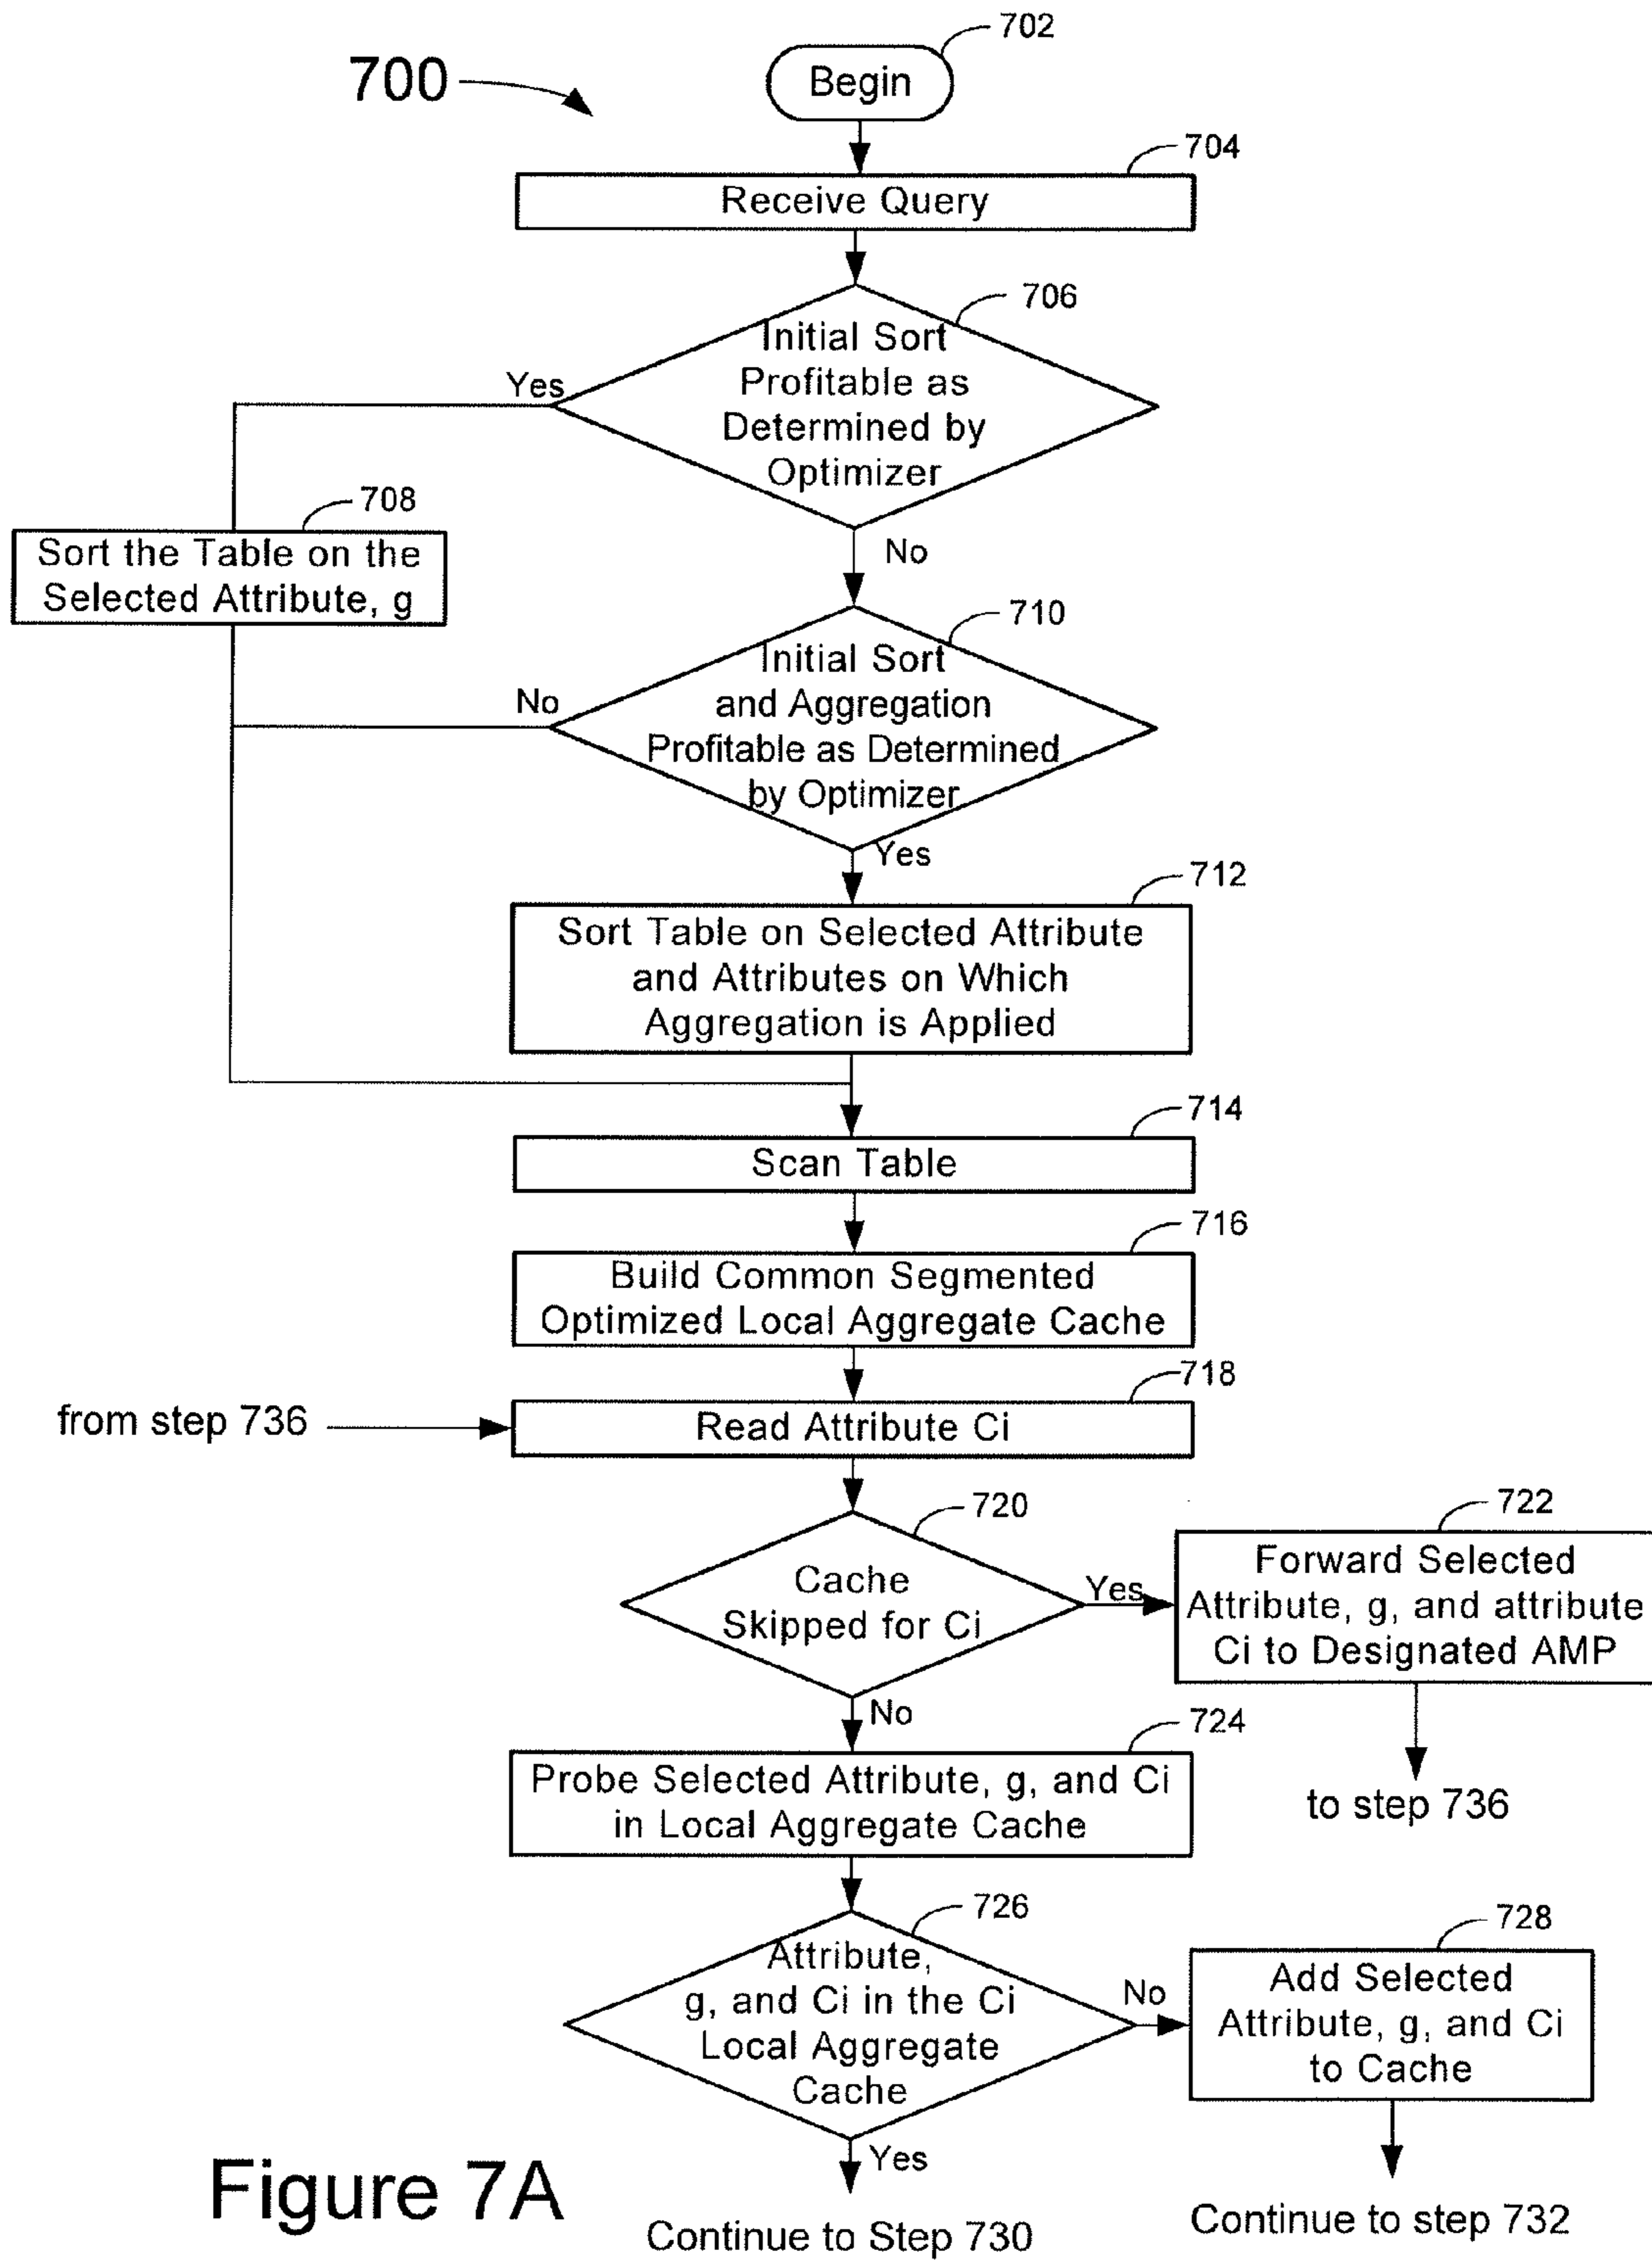 702
700
Begin
704
Receive Query
706
Initial Sort
Profitable as
Determined by
Optimizer
Yes
708
Sort the Table on the
Selected Attribute, g
No
710
Initial Sort
and Aggregation
Profitable as Determined
by Optimizer
No
Yes
712
Sort Table on Selected Attribute
and Attributes on Which
Aggregation is Applied
714
Scan Table
716
Build Common Segmented
Optimized Local Aggregate Cache
718
from step 736
Read Attribute Ci
720
Cache
Skipped for Ci
Yes
722
Forward Selected
Attribute, g, and attribute
Ci to Designated AMP
to step 736
No
724
Probe Selected Attribute, g, and Ci
in Local Aggregate Cache
726
Attribute,
g, and Ci in the Ci
Local Aggregate
Cache
No
728
Add Selected
Attribute, g, and Ci
to Cache
Yes
Continue to Step 730
Continue to step 732
Figure 7A